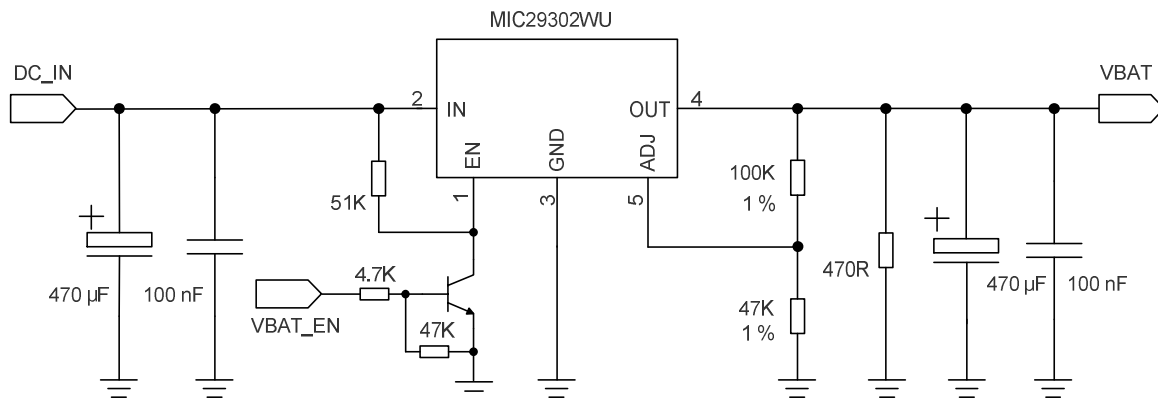 MIC29302WU
DC_IN
VBAT
2
IN
OUT
4
EN
GND
ADJ
1
3
5
51K
100K
1 %
+
470 µF
100 nF
4.7K
VBAT_EN
47K
47K
1 %
470R
+
470 µF
100 nF